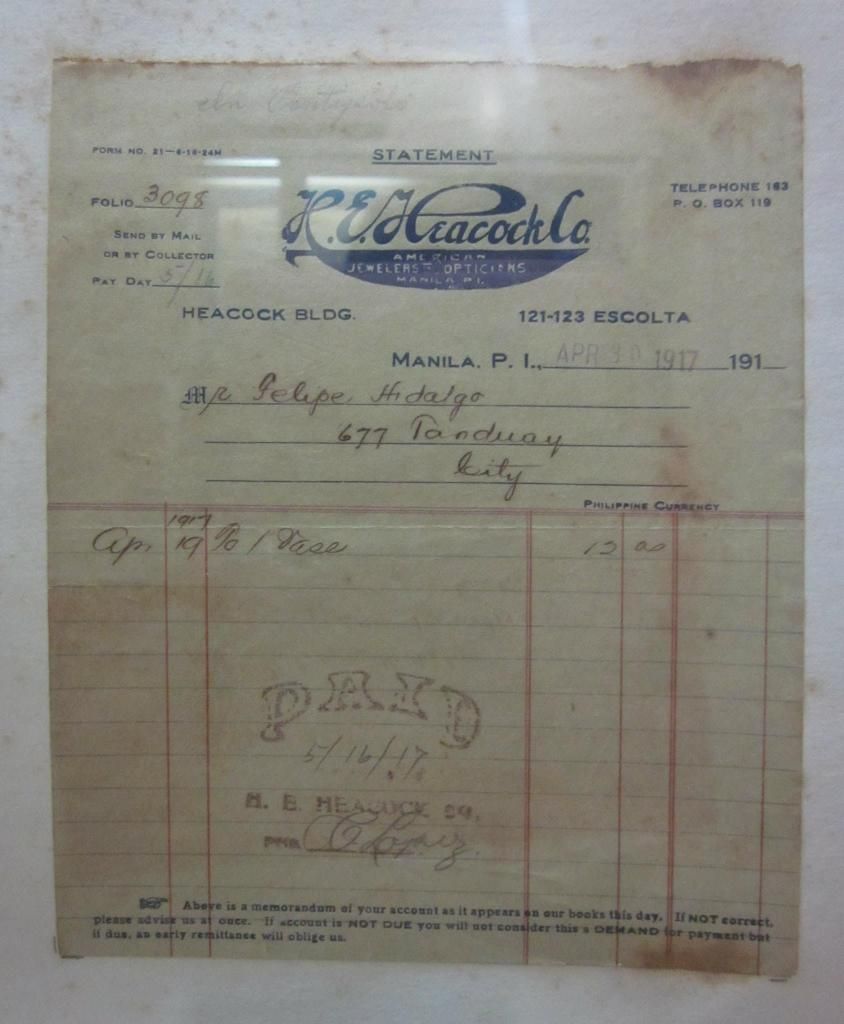 FORM NO. 21—4-16-24M
STATEMENT
FOLIO 3098
TELEPHONE 163
P. O. BOX 119
H. E. Heacock Co.
SEND BY MAIL
OR BY COLLECTOR
AMERICAN
JEWELERS OPTICIANS
MANILA P.I.
PAY DAY 5/16
HEACOCK BLDG. 121-123 ESCOLTA
MANILA, P. I., APR 30 1917 191
Mr Felipe Hidalgo
677 Tanduay
City
PHILIPPINE CURRENCY
1917
Apr 19 To 1 Vase 12 00
PAID
5/16/17
H. E. HEACOCK CO.
PER C Lopez
Above is a memorandum of your account as it appears on our books this day. If NOT correct,
please advise us at once. If account is NOT DUE you will not consider this a DEMAND for payment but
if due, an early remittance will oblige us.